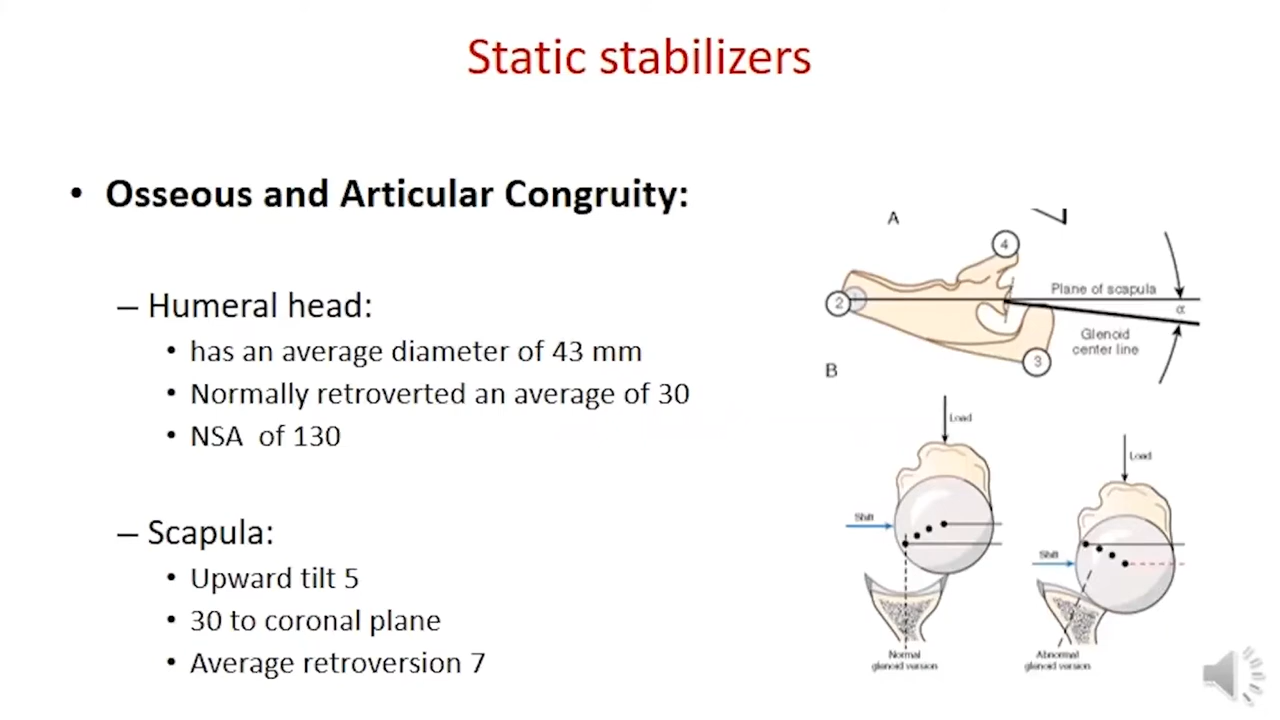 Static stabilizers
• Osseous and Articular Congruity:
– Humeral head:
• has an average diameter of 43 mm
• Normally retroverted an average of 30
• NSA of 130
– Scapula:
• Upward tilt 5
• 30 to coronal plane
• Average retroversion 7
A
4
Plane of scapula
2
α
Glenoid
center line
3
B
Load
Load
Shift
Shift
Normal
glenoid version
Abnormal
glenoid version